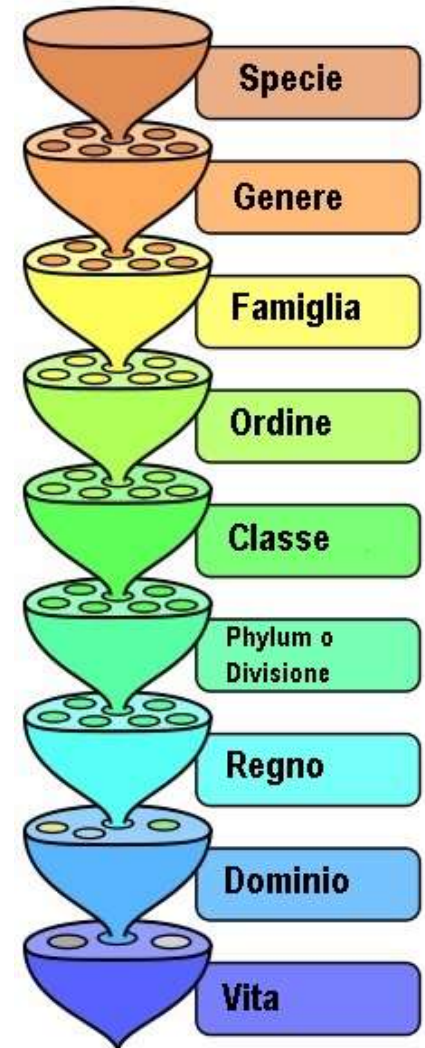 Specie
Genere
Famiglia
Ordine
Classe
Phylum o
Divisione
Regno
Dominio
Vita